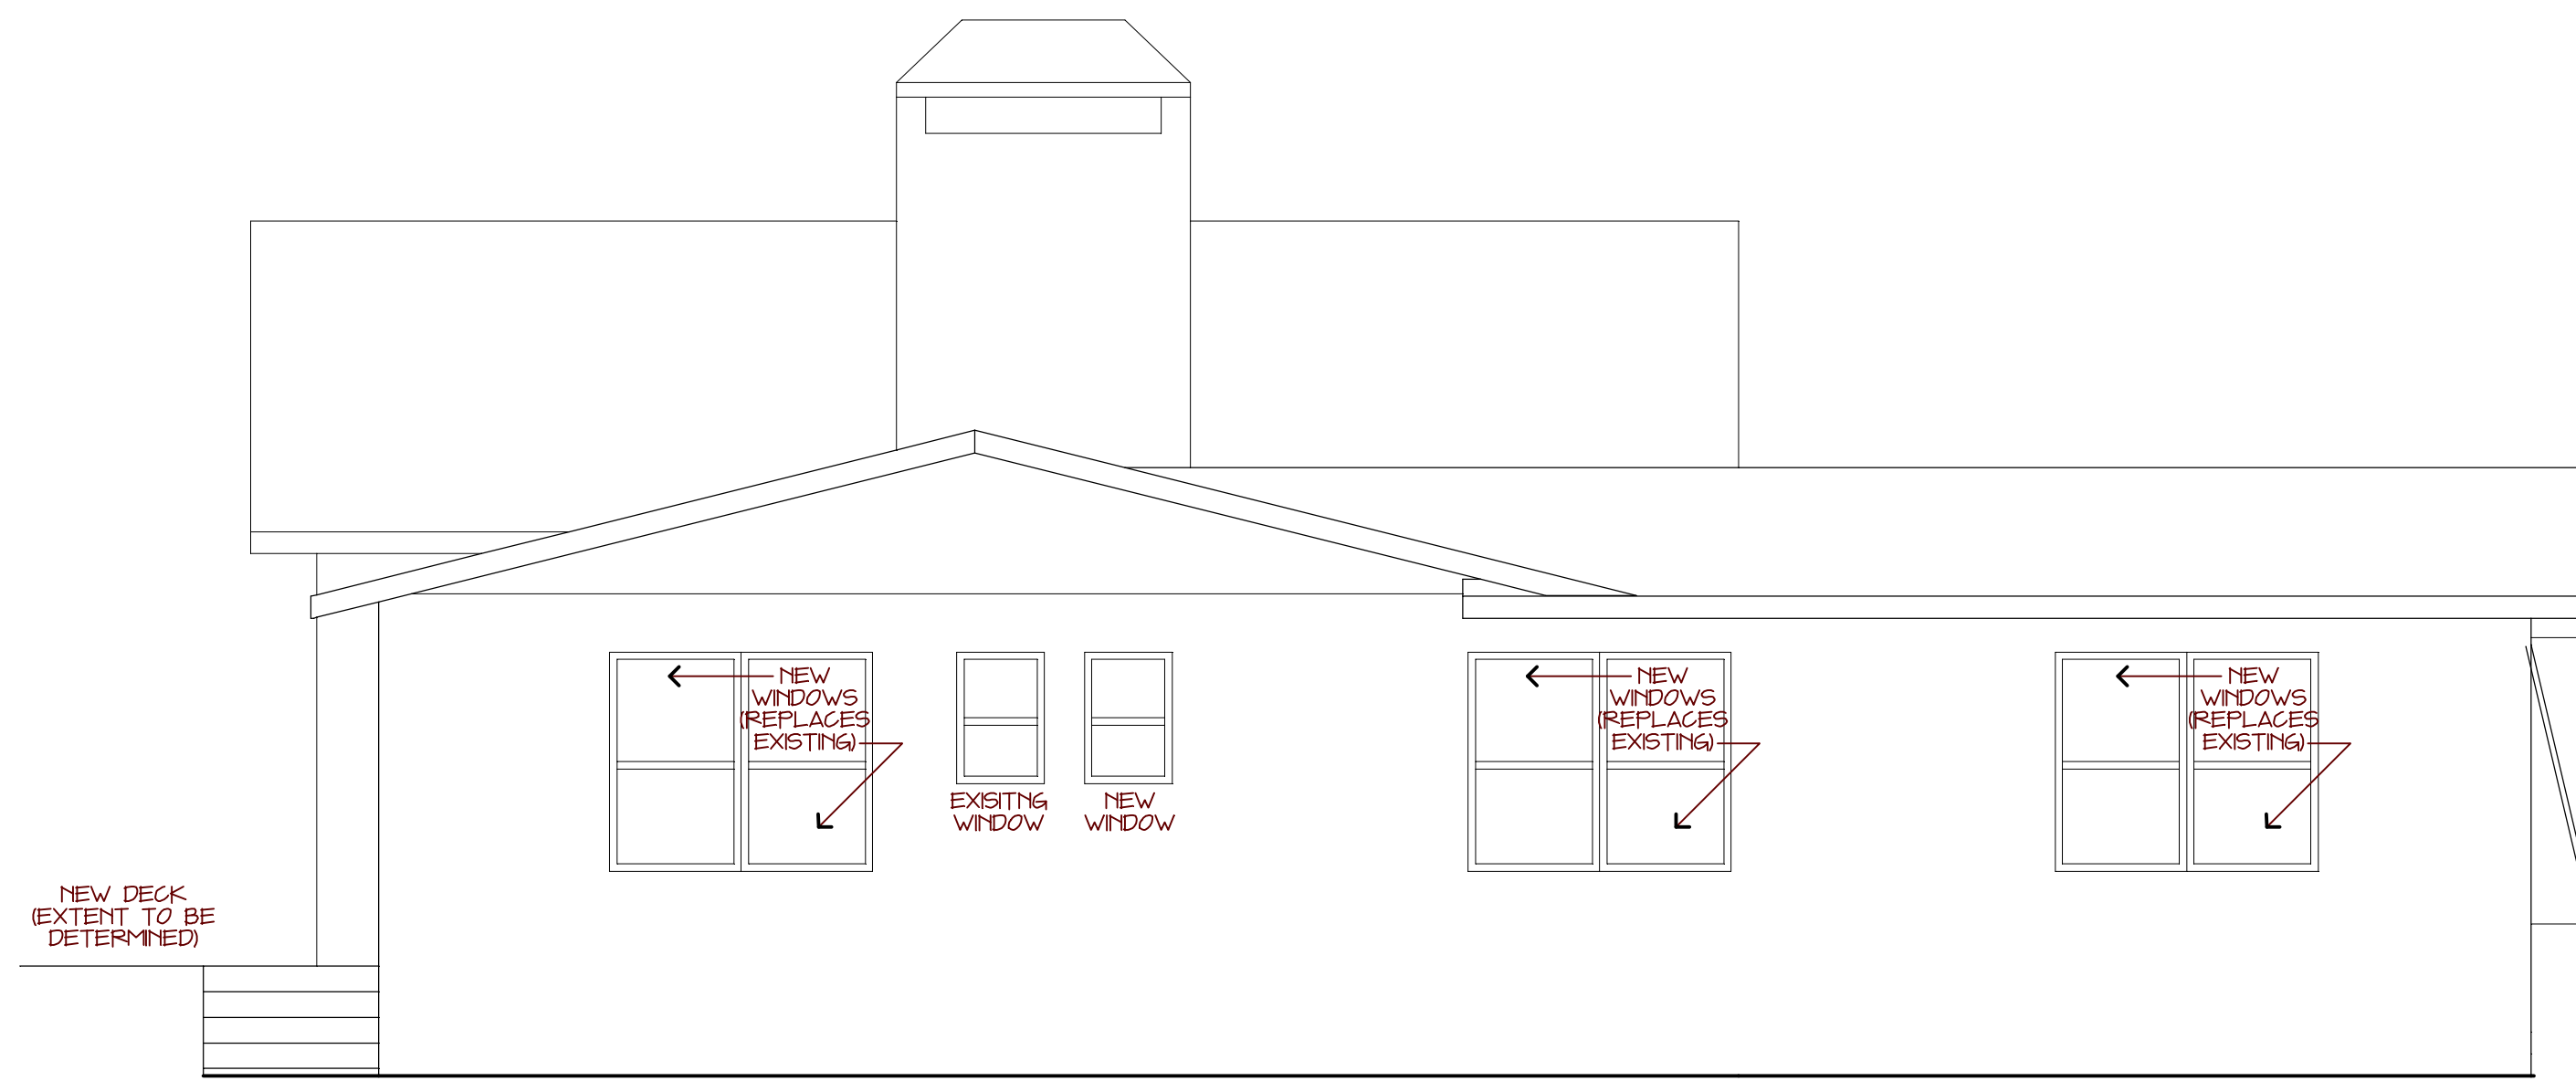 NEW
WINDOWS
(REPLACES
EXISTING)
EXISITNG
WINDOW
NEW
WINDOW
NEW
WINDOWS
(REPLACES
EXISTING)
NEW
WINDOWS
(REPLACES
EXISTING)
NEW DECK
(EXTENT TO BE
DETERMINED)